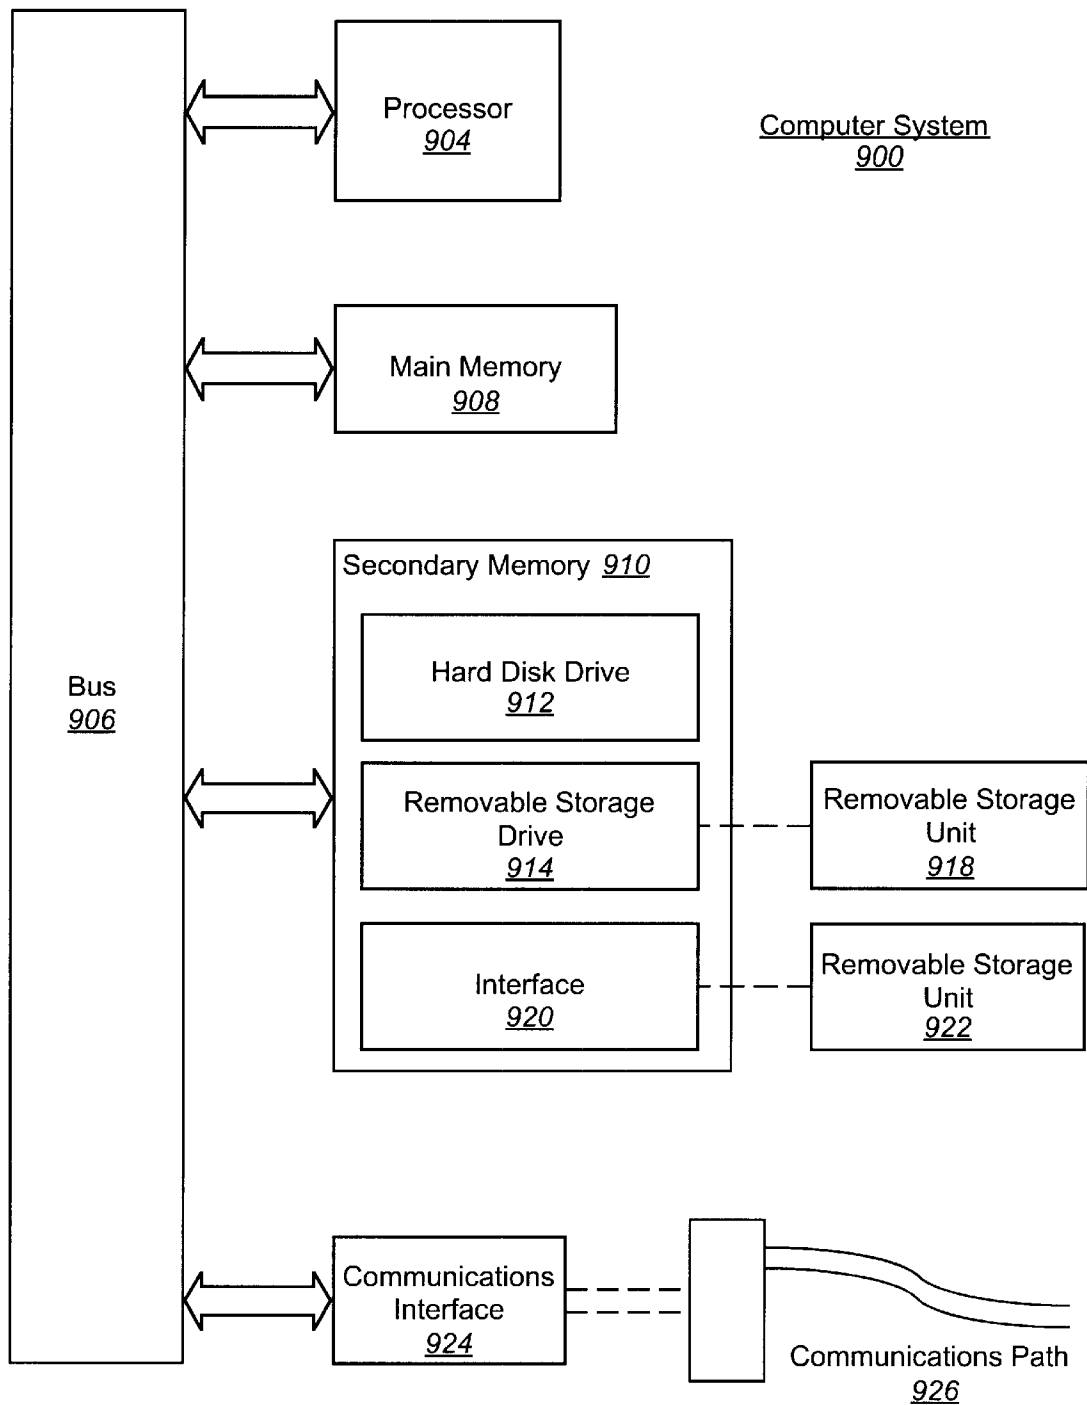 Processor
904
Computer System
900
Main Memory
908
Secondary Memory 910
Hard Disk Drive
912
Bus
906
Removable Storage
Drive
914
Removable Storage
Unit
918
Interface
920
Removable Storage
Unit
922
Communications
Interface
924
Communications Path
926